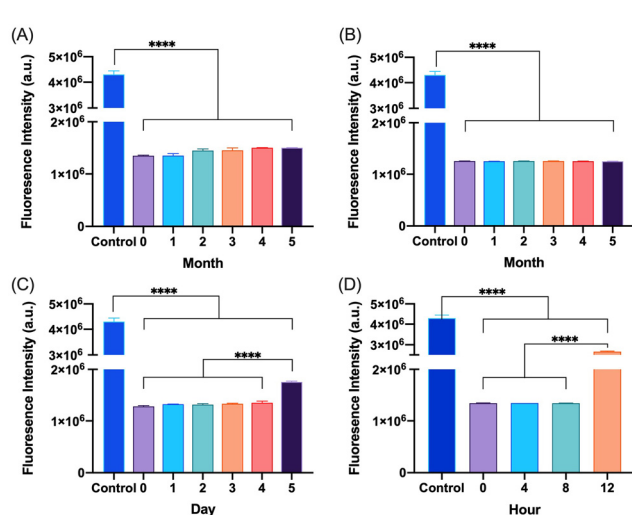 (A)
Fluoresence Intensity (a.u.)
5×10⁶
4×10⁶
3×10⁶
2×10⁶
1×10⁶
0
****
Control 0 1 2 3 4 5
Month
(B)
Fluoresence Intensity (a.u.)
5×10⁶
4×10⁶
3×10⁶
2×10⁶
1×10⁶
0
****
Control 0 1 2 3 4 5
Month
(C)
Fluoresence Intensity (a.u.)
5×10⁶
4×10⁶
3×10⁶
2×10⁶
1×10⁶
0
****
****
Control 0 1 2 3 4 5
Day
(D)
Fluoresence Intensity (a.u.)
5×10⁶
4×10⁶
3×10⁶
2×10⁶
1×10⁶
0
****
****
Control 0 4 8 12
Hour